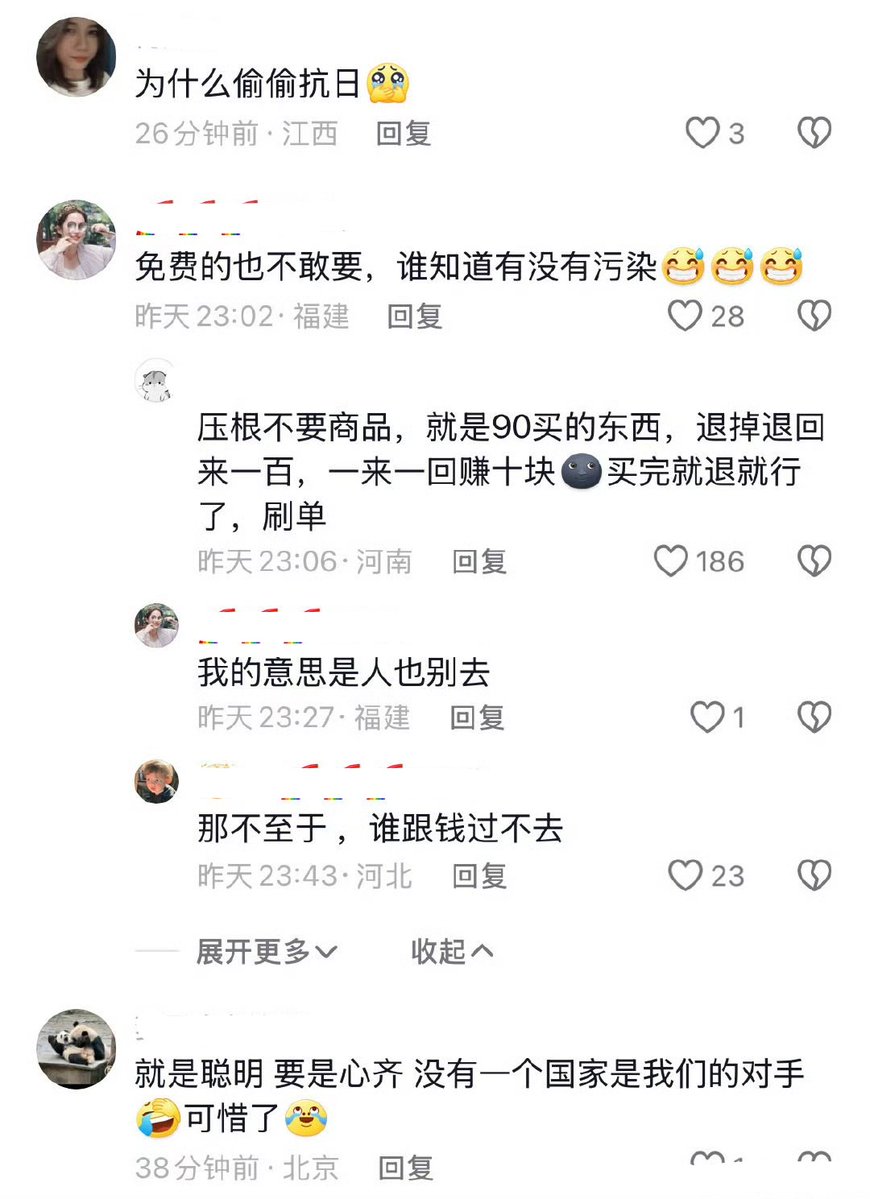 为什么偷偷抗日🥹
26分钟前·江西 回复 3
免费的也不敢要，谁知道有没有污染😅😅😅
昨天23:02·福建 回复 28
压根不要商品，就是90买的东西，退掉退回
来一百，一来一回赚十块🌚买完就退就行
了，刷单
昨天23:06·河南 回复 186
我的意思是人也别去
昨天23:27·福建 回复 1
那不至于，谁跟钱过不去
昨天23:43·河北 回复 23
展开更多 收起
就是聪明 要是心齐 没有一个国家是我们的对手
🤣可惜了😂
38分钟前·北京 回复